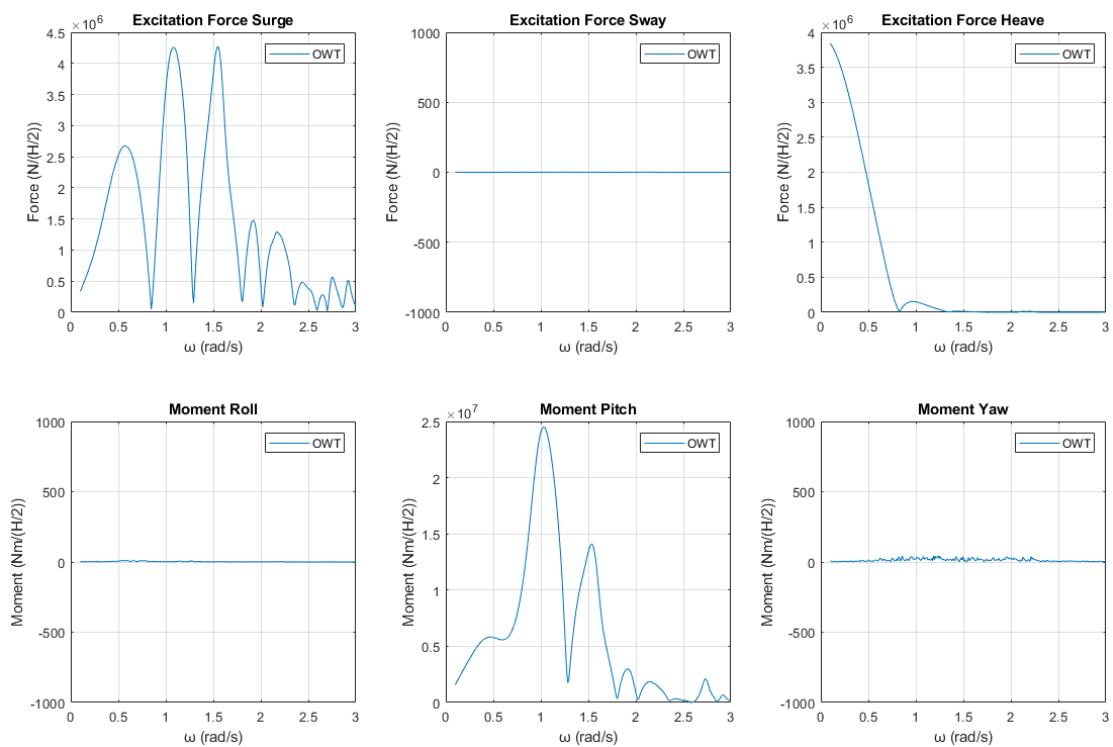 Excitation Force Surge
×10⁶
OWT
Force (N/(H/2))
4.5
4
3.5
3
2.5
2
1.5
1
0.5
0
0 0.5 1 1.5 2 2.5 3
ω (rad/s)
Excitation Force Sway
OWT
Force (N/(H/2))
1000
500
0
-500
-1000
0 0.5 1 1.5 2 2.5 3
ω (rad/s)
Excitation Force Heave
×10⁶
OWT
Force (N/(H/2))
4
3.5
3
2.5
2
1.5
1
0.5
0
0 0.5 1 1.5 2 2.5 3
ω (rad/s)
Moment Roll
OWT
Moment (Nm/(H/2))
1000
500
0
-500
-1000
0 0.5 1 1.5 2 2.5 3
ω (rad/s)
Moment Pitch
×10⁷
OWT
Moment (Nm/(H/2))
2.5
2
1.5
1
0.5
0
0 0.5 1 1.5 2 2.5 3
ω (rad/s)
Moment Yaw
OWT
Moment (Nm/(H/2))
1000
500
0
-500
-1000
0 0.5 1 1.5 2 2.5 3
ω (rad/s)